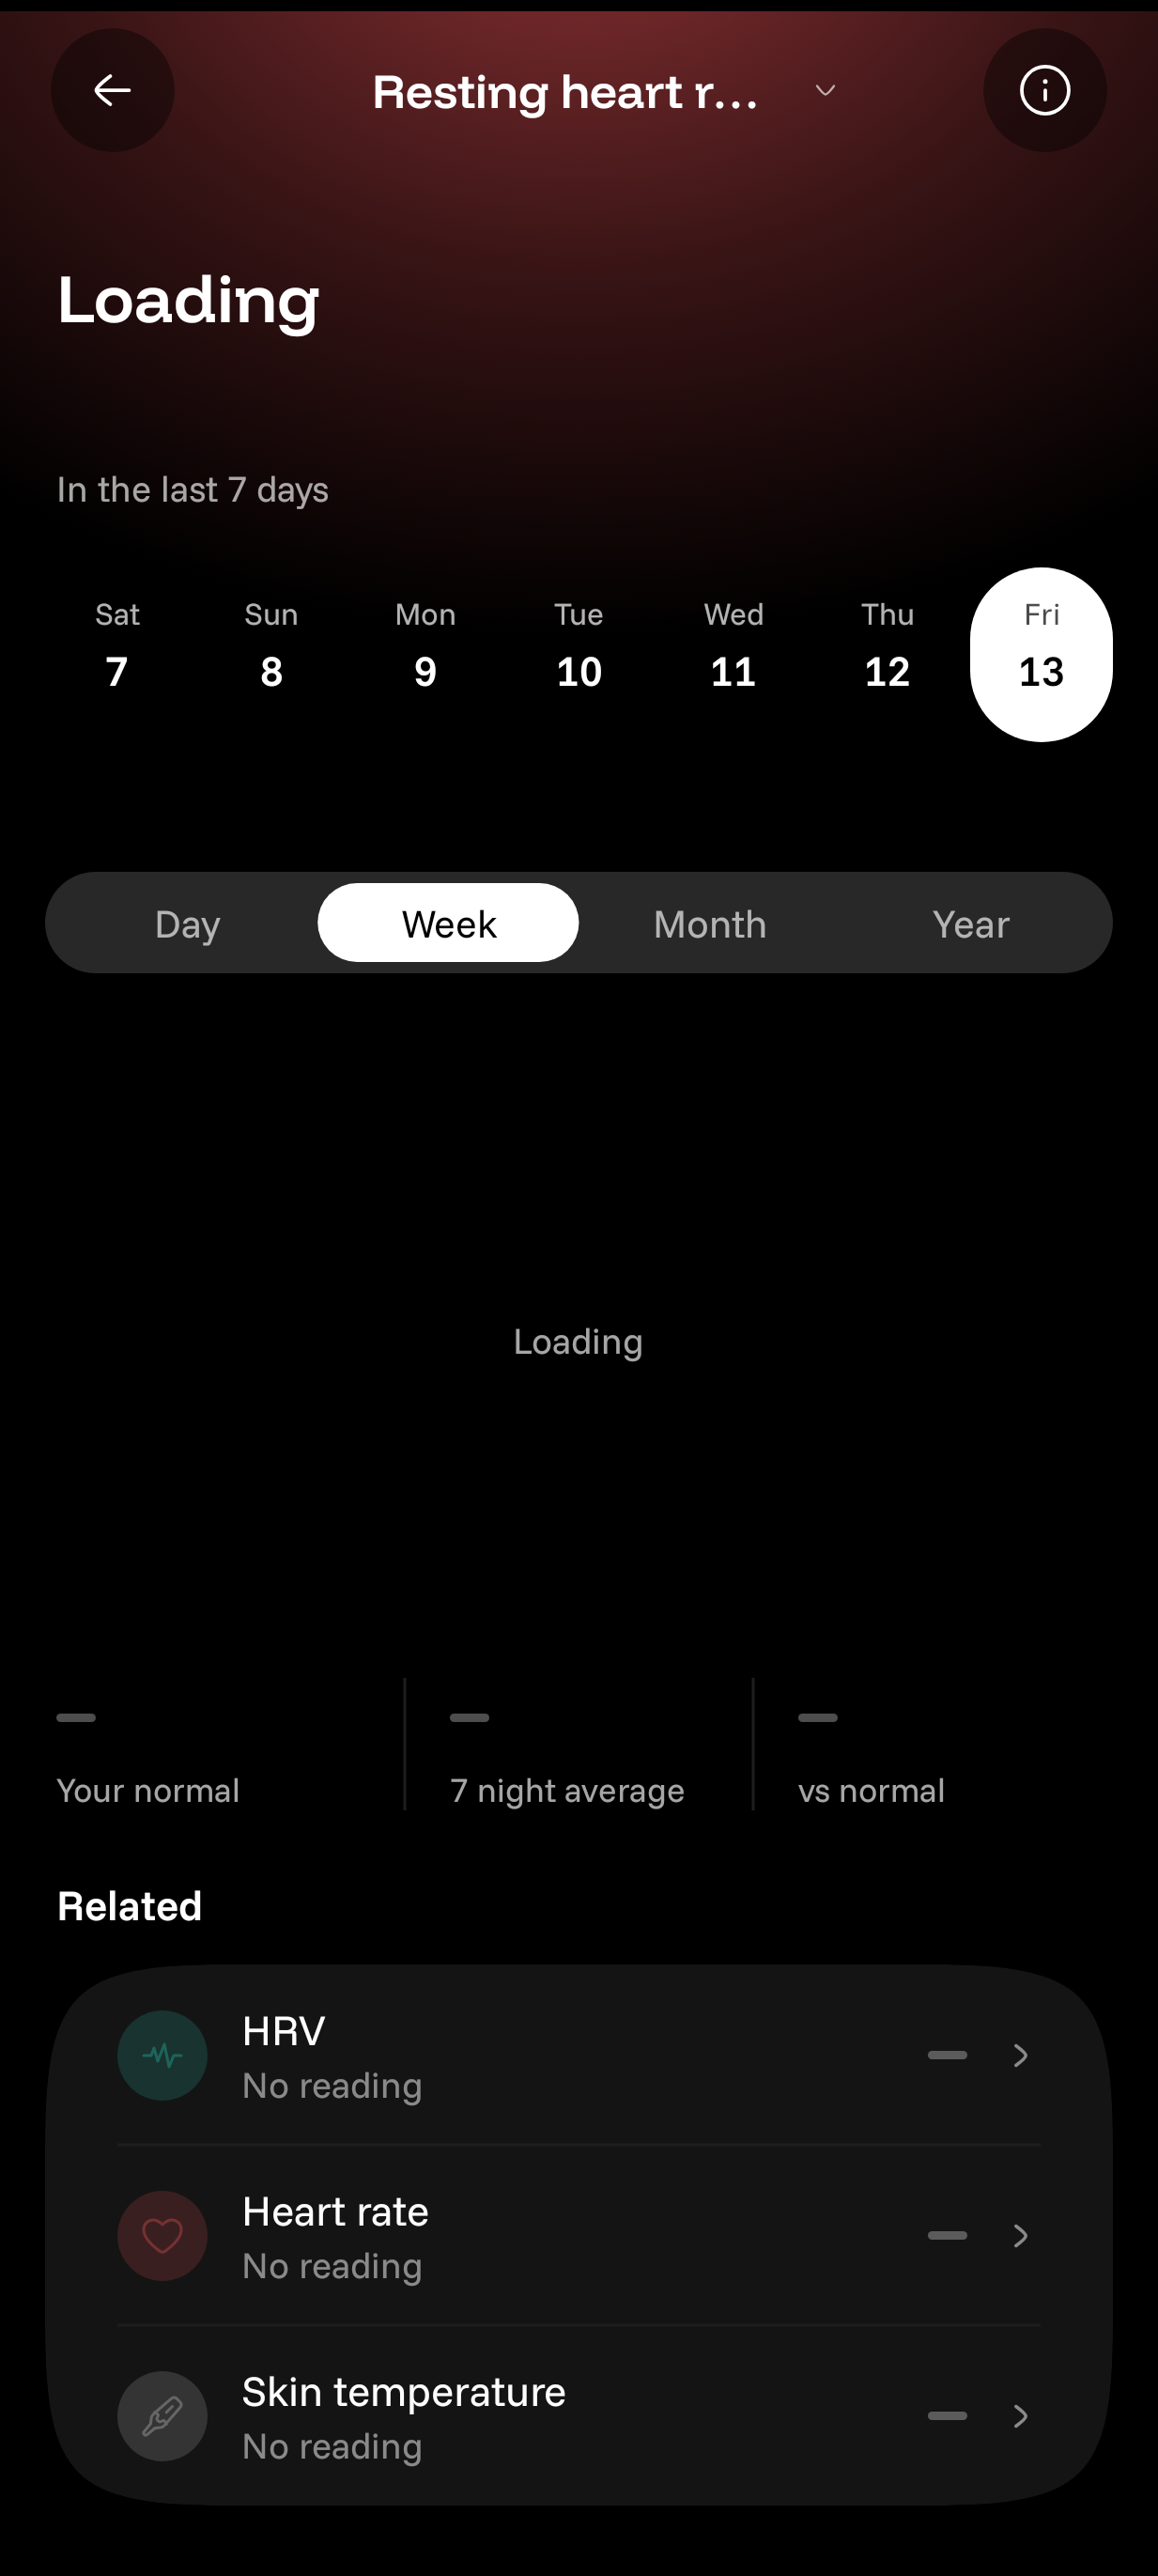 Resting heart r...
Loading
In the last 7 days
Sat Sun Mon Tue Wed Thu Fri
7 8 9 10 11 12 13
Day Week Month Year
Loading
Your normal 7 night average vs normal
Related
HRV
No reading
Heart rate
No reading
Skin temperature
No reading